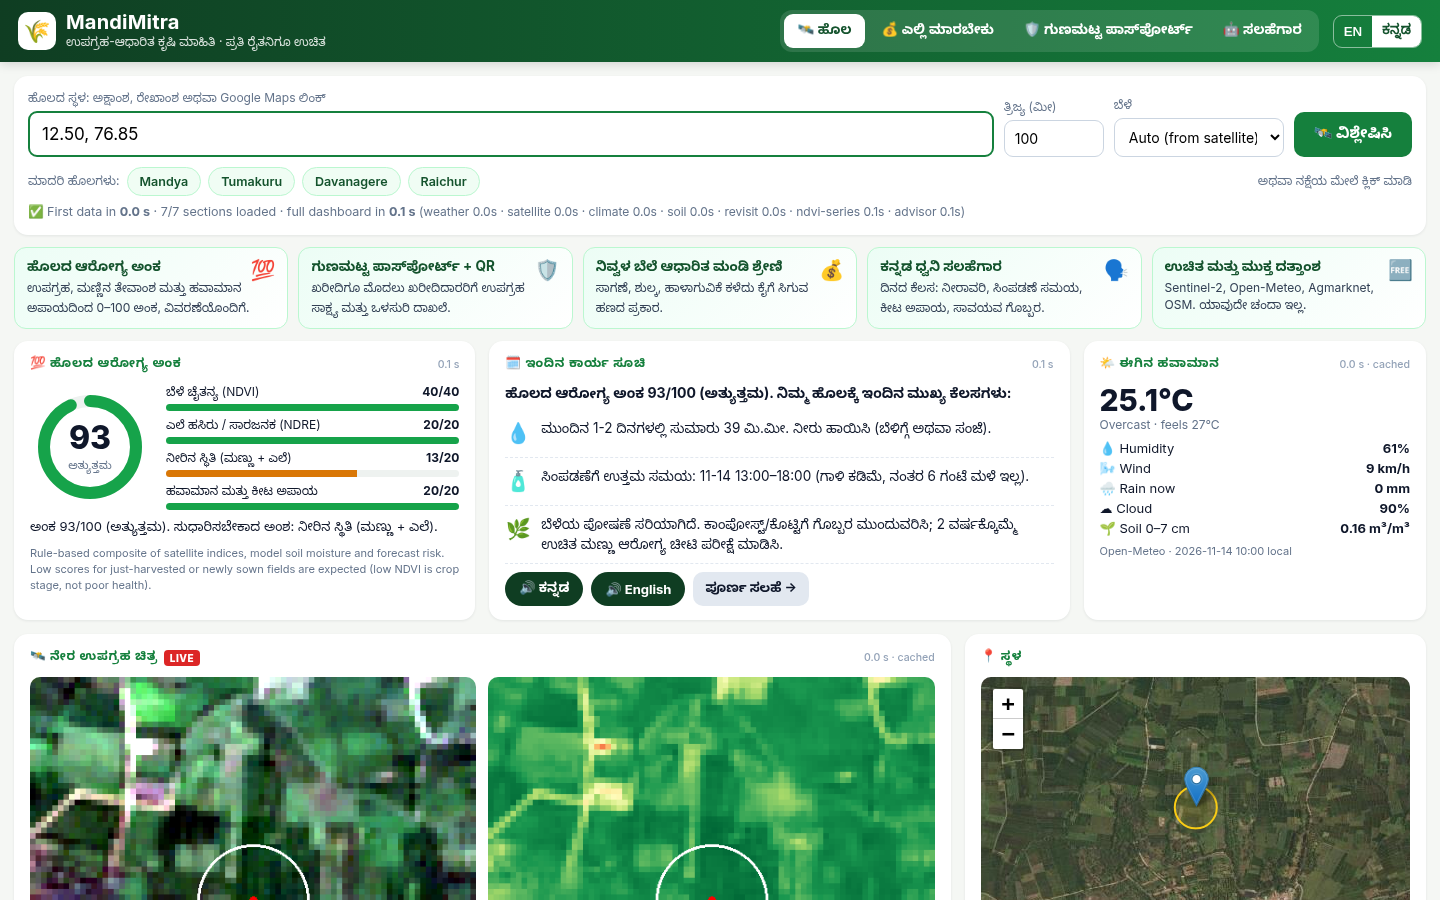 MandiMitra
ಉಪಗ್ರಹ-ಆಧಾರಿತ ಕೃಷಿ ಮಾಹಿತಿ · ಪ್ರತಿ ರೈತನಿಗೂ ಉಚಿತ
ಹೊಲ
ಎಲ್ಲಿ ಮಾರಬೇಕು
ಗುಣಮಟ್ಟ ಪಾಸ್‌ಪೋರ್ಟ್
ಸಲಹೆಗಾರ
EN
ಕನ್ನಡ
ಹೊಲದ ಸ್ಥಳ: ಅಕ್ಷಾಂಶ, ರೇಖಾಂಶ ಅಥವಾ Google Maps ಲಿಂಕ್
12.50, 76.85
ತ್ರಿಜ್ಯ (ಮೀ)
100
ಬೆಳೆ
Auto (from satellite)
ವಿಶ್ಲೇಷಿಸಿ
ಮಾದರಿ ಹೊಲಗಳು:
Mandya
Tumakuru
Davanagere
Raichur
ಅಥವಾ ನಕ್ಷೆಯ ಮೇಲೆ ಕ್ಲಿಕ್ ಮಾಡಿ
✅ First data in 0.0 s · 7/7 sections loaded · full dashboard in 0.1 s (weather 0.0s · satellite 0.0s · climate 0.0s · soil 0.0s · revisit 0.0s · ndvi-series 0.1s · advisor 0.1s)
ಹೊಲದ ಆರೋಗ್ಯ ಅಂಕ
ಉಪಗ್ರಹ, ಮಣ್ಣಿನ ತೇವಾಂಶ ಮತ್ತು ಹವಾಮಾನ
ಅಪಾಯದಿಂದ 0–100 ಅಂಕ, ವಿವರಣೆಯೊಂದಿಗೆ.
ಗುಣಮಟ್ಟ ಪಾಸ್‌ಪೋರ್ಟ್ + QR
ಖರೀದಿಗೂ ಮೊದಲು ಖರೀದಿದಾರರಿಗೆ ಉಪಗ್ರಹ
ಸಾಕ್ಷ್ಯ ಮತ್ತು ಒಳಸುರಿ ದಾಖಲೆ.
ನಿವ್ವಳ ಬೆಲೆ ಆಧಾರಿತ ಮಂಡಿ ಶ್ರೇಣಿ
ಸಾಗಣೆ, ಶುಲ್ಕ, ಹಾಳಾಗುವಿಕೆ ಕಳೆದು ಕೈಗೆ ಸಿಗುವ
ಹಣದ ಪ್ರಕಾರ.
ಕನ್ನಡ ಧ್ವನಿ ಸಲಹೆಗಾರ
ದಿನದ ಕೆಲಸ: ನೀರಾವರಿ, ಸಿಂಪಡಣೆ ಸಮಯ,
ಕೀಟ ಅಪಾಯ, ಸಾವಯವ ಗೊಬ್ಬರ.
ಉಚಿತ ಮತ್ತು ಮುಕ್ತ ದತ್ತಾಂಶ
Sentinel-2, Open-Meteo, Agmarknet,
OSM. ಯಾವುದೇ ಚಂದಾ ಇಲ್ಲ.
💯 ಹೊಲದ ಆರೋಗ್ಯ ಅಂಕ
0.1 s
93
ಅತ್ಯುತ್ತಮ
ಬೆಳೆ ಚೈತನ್ಯ (NDVI) 40/40
ಎಲೆ ಹಸಿರು / ಸಾರಜನಕ (NDRE) 20/20
ನೀರಿನ ಸ್ಥಿತಿ (ಮಣ್ಣು + ಎಲೆ) 13/20
ಹವಾಮಾನ ಮತ್ತು ಕೀಟ ಅಪಾಯ 20/20
ಅಂಕ 93/100 (ಅತ್ಯುತ್ತಮ). ಸುಧಾರಿಸಬೇಕಾದ ಅಂಶ: ನೀರಿನ ಸ್ಥಿತಿ (ಮಣ್ಣು + ಎಲೆ).
Rule-based composite of satellite indices, model soil moisture and forecast risk.
Low scores for just-harvested or newly sown fields are expected (low NDVI is crop
stage, not poor health).
ಇಂದಿನ ಕಾರ್ಯ ಸೂಚಿ
0.1 s
ಹೊಲದ ಆರೋಗ್ಯ ಅಂಕ 93/100 (ಅತ್ಯುತ್ತಮ). ನಿಮ್ಮ ಹೊಲಕ್ಕೆ ಇಂದಿನ ಮುಖ್ಯ ಕೆಲಸಗಳು:
ಮುಂದಿನ 1-2 ದಿನಗಳಲ್ಲಿ ಸುಮಾರು 39 ಮಿ.ಮೀ. ನೀರು ಹಾಯಿಸಿ (ಬೆಳಿಗ್ಗೆ ಅಥವಾ ಸಂಜೆ).
ಸಿಂಪಡಣೆಗೆ ಉತ್ತಮ ಸಮಯ: 11-14 13:00–18:00 (ಗಾಳಿ ಕಡಿಮೆ, ನಂತರ 6 ಗಂಟೆ ಮಳೆ ಇಲ್ಲ).
ಬೆಳೆಯ ಪೋಷಣೆ ಸರಿಯಾಗಿದೆ. ಕಾಂಪೋಸ್ಟ್/ಕೊಟ್ಟಿಗೆ ಗೊಬ್ಬರ ಮುಂದುವರಿಸಿ; 2 ವರ್ಷಕ್ಕೊಮ್ಮೆ
ಉಚಿತ ಮಣ್ಣು ಆರೋಗ್ಯ ಚೀಟಿ ಪರೀಕ್ಷೆ ಮಾಡಿಸಿ.
🔊 ಕನ್ನಡ
🔊 English
ಪೂರ್ಣ ಸಲಹೆ →
ಈಗಿನ ಹವಾಮಾನ
0.0 s · cached
25.1°C
Overcast · feels 27°C
Humidity 61%
Wind 9 km/h
Rain now 0 mm
Cloud 90%
Soil 0–7 cm 0.16 m³/m³
Open-Meteo · 2026-11-14 10:00 local
ನೇರ ಉಪಗ್ರಹ ಚಿತ್ರ LIVE
0.0 s · cached
ಸ್ಥಳ
+
−